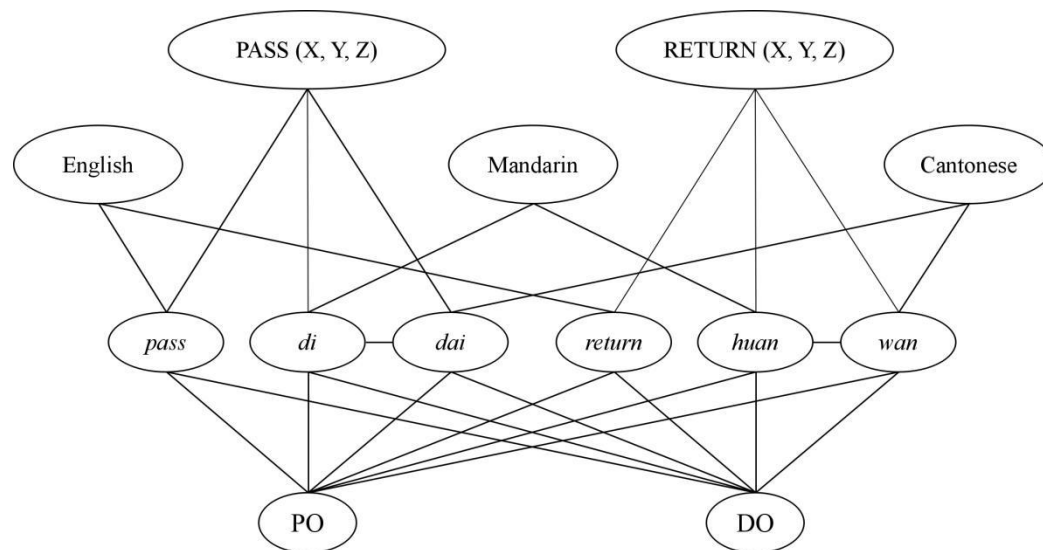 PASS (X, Y, Z)
RETURN (X, Y, Z)
English
Mandarin
Cantonese
pass
di
dai
return
huan
wan
PO
DO